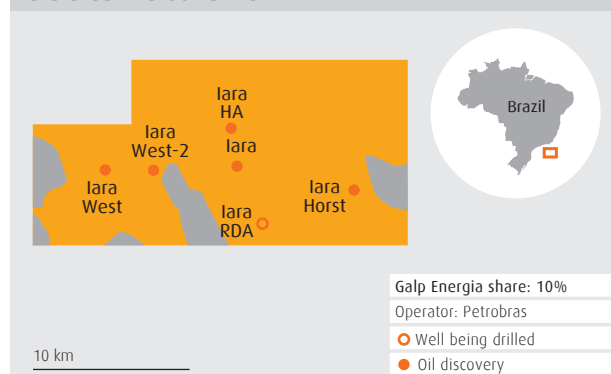 Iara
HA
Iara
Iara
West-2
Iara
West
Iara
Horst
Iara
RDA
Brazil
Galp Energia share: 10%
Operator: Petrobras
Well being drilled
Oil discovery
10 km